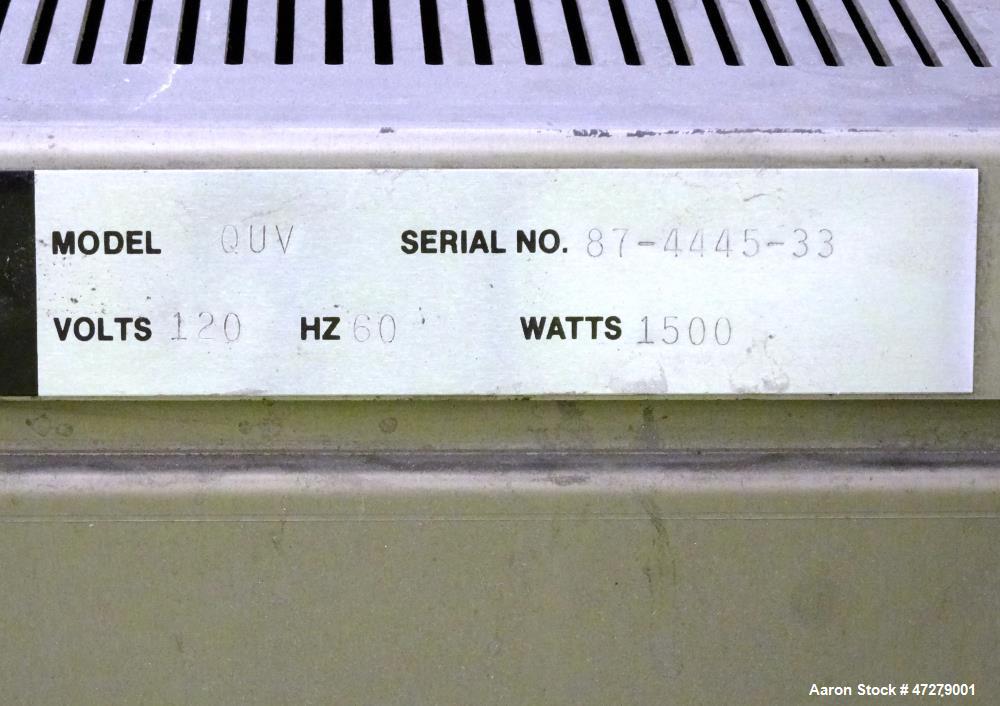 MODEL QUV SERIAL NO. 87-4445-33
VOLTS 120 HZ 60 WATTS 1500
Aaron Stock # 47279001